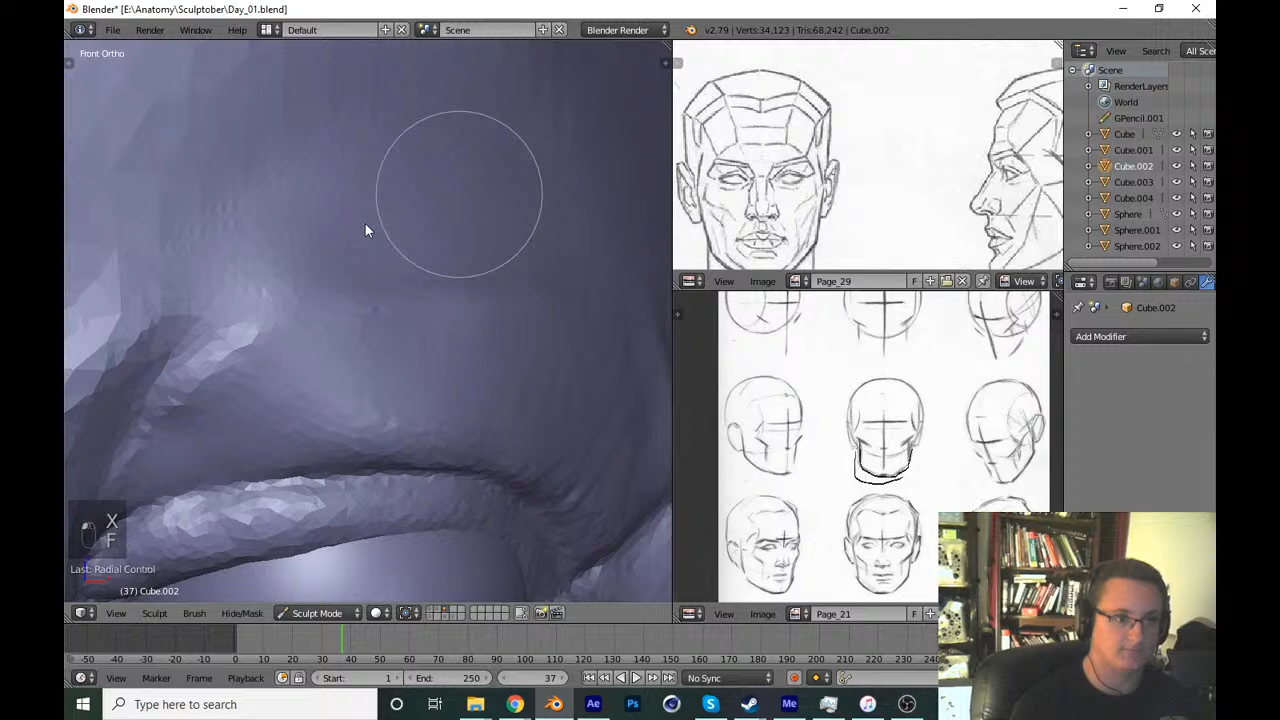 Blender* [E:\Anatomy\Sculptober\Day_01.blend]
File Render Window Help Default Scene Blender Render v2.79 | Verts:34,123 | Tris:68,242 | Cube.002
View Search All Sce
Front Ortho
Scene
RenderLayers
World
GPencil.001
Cube
Cube.001
Cube.002
Cube.003
Cube.004
Sphere
Sphere.001
Sphere.002
View Image Page_29 F View
Cube.002
Add Modifier
X
F
Last: Radial Control
(37) Cube.002
View Sculpt Brush Hide/Mask Sculpt Mode
View Image Page_21 F
-50 -40 -30 -20 -10 0 10 20 30 40 50 60 70 80 90 100 110 120 130 140 150 160 170 180 190 200 210 220 230 240
View Marker Frame Playback Start: 1 End: 250 37 No Sync
Type here to search
Ae Ps Me